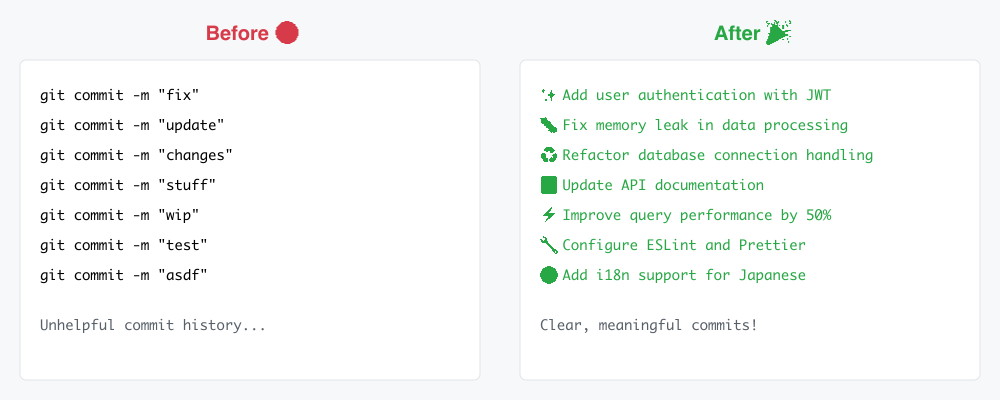 Before
git commit -m "fix"
git commit -m "update"
git commit -m "changes"
git commit -m "stuff"
git commit -m "wip"
git commit -m "test"
git commit -m "asdf"
Unhelpful commit history...
After
Add user authentication with JWT
Fix memory leak in data processing
Refactor database connection handling
Update API documentation
Improve query performance by 50%
Configure ESLint and Prettier
Add i18n support for Japanese
Clear, meaningful commits!